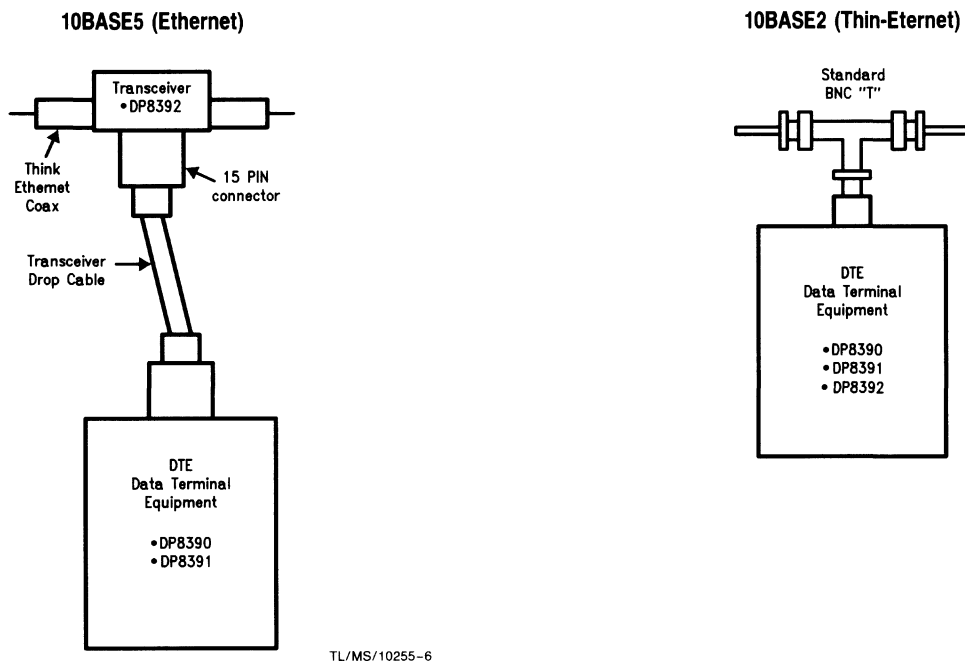 10BASE5 (Ethernet)
Transceiver
•DP8392
Think
Ethemet
Coax
15 PIN
connector
Transceiver
Drop Cable
DTE
Data Terminal
Equipment
•DP8390
•DP8391
TL/MS/10255-6
10BASE2 (Thin-Eternet)
Standard
BNC "T"
DTE
Data Terminal
Equipment
•DP8390
•DP8391
•DP8392